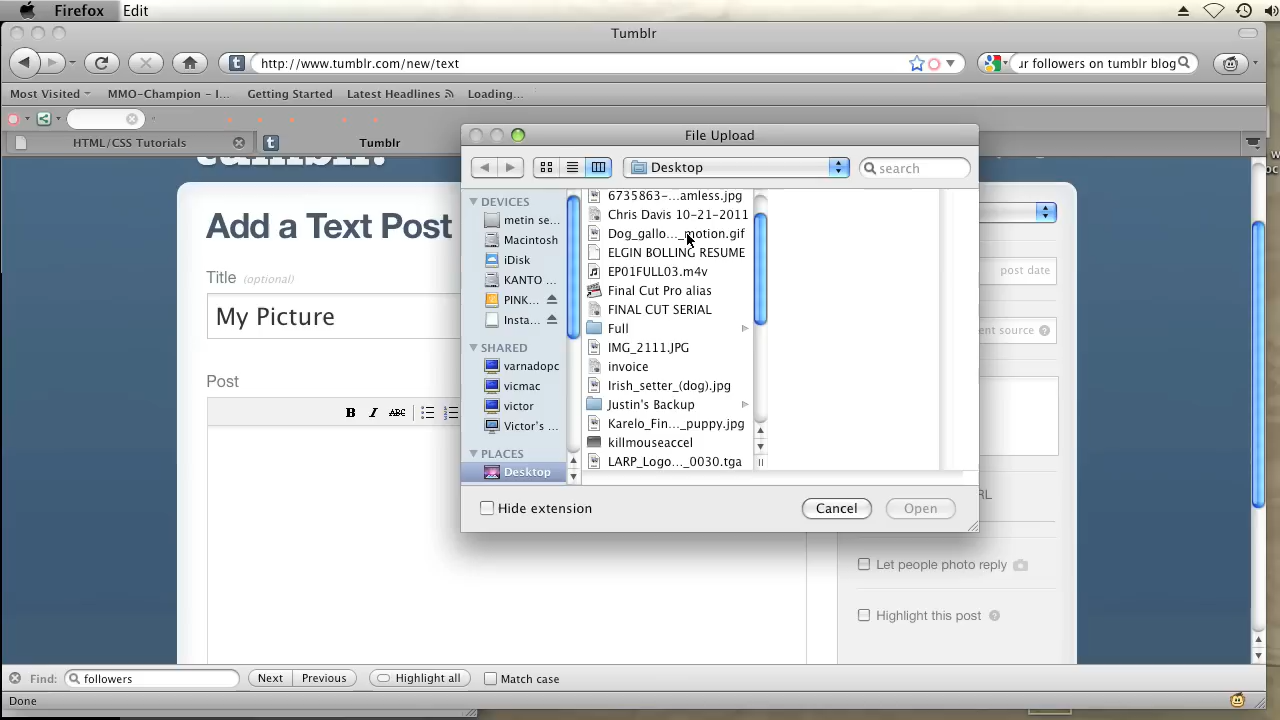 Firefox Edit
Tumblr
http://www.tumblr.com/new/text
ur followers on tumblr blog
Most Visited MMO-Champion - I... Getting Started Latest Headlines Loading...
HTML/CSS Tutorials Tumblr
tumblr.
Add a Text Post
Title (optional)
My Picture
Post
B I ABC
File Upload
Desktop
search
DEVICES
metin se...
Macintosh
iDisk
KANTO ...
PINK...
Insta...
SHARED
varnadopc
vicmac
victor
Victor's ...
PLACES
Desktop
6735863-...amless.jpg
Chris Davis 10-21-2011
Dog_gallo..._motion.gif
ELGIN BOLLING RESUME
EP01FULL03.m4v
Final Cut Pro alias
FINAL CUT SERIAL
Full
IMG_2111.JPG
invoice
Irish_setter_(dog).jpg
Justin's Backup
Karelo_Fin..._puppy.jpg
killmouseaccel
LARP_Logo..._0030.tga
Hide extension
Cancel
Open
post date
ent source ?
RL
Let people photo reply
Highlight this post ?
Find: followers Next Previous Highlight all Match case
Done